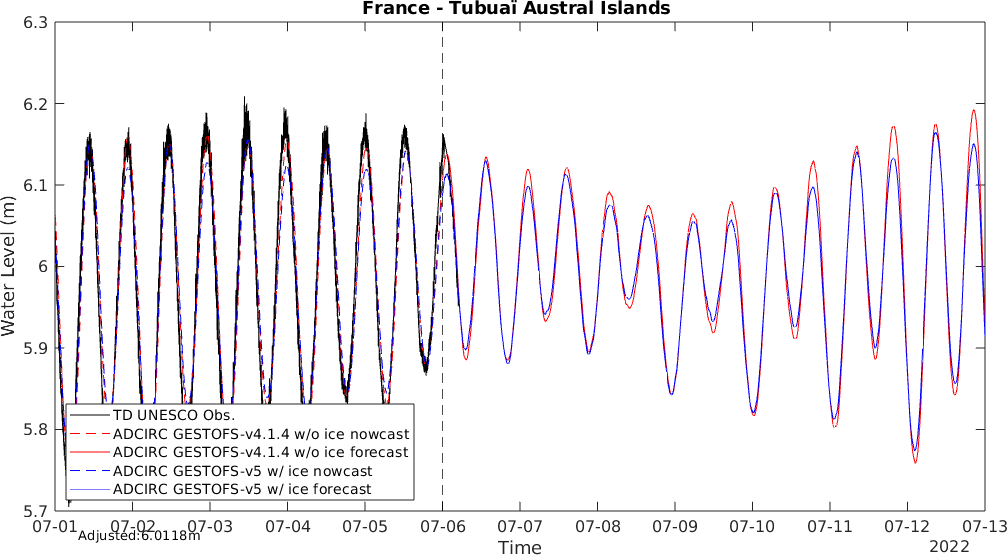 France - Tubuaï Austral Islands
6.3
6.2
6.1
6
5.9
5.8
5.7
Water Level (m)
TD UNESCO Obs.
ADCIRC GESTOFS-v4.1.4 w/o ice nowcast
ADCIRC GESTOFS-v4.1.4 w/o ice forecast
ADCIRC GESTOFS-v5 w/ ice nowcast
ADCIRC GESTOFS-v5 w/ ice forecast
07-01 07-02 07-03 07-04 07-05 07-06 07-07 07-08 07-09 07-10 07-11 07-12 07-13
Adjusted:6.0118m
Time
2022